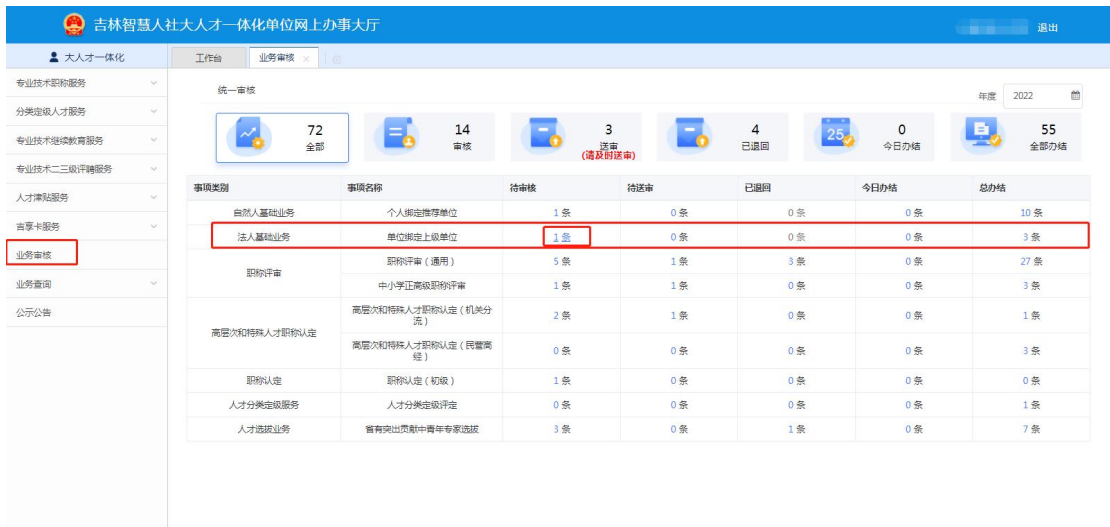 吉林智慧人社大人才一体化单位网上办事大厅
退出
大人才一体化
工作台
业务审核
专业技术职称服务
分类定级人才服务
专业技术继续教育服务
专业技术二三级评聘服务
人才津贴服务
吉享卡服务
业务审核
业务查询
公示公告
统一审核
年度 2022
72
全部
14
审核
3
送审
(请及时送审)
4
已退回
25
0
今日办结
55
全部办结
事项类别 事项名称 待审核 待送审 已退回 今日办结 总办结
自然人基础业务 个人绑定推荐单位 1 条 0 条 0 条 0 条 10 条
法人基础业务 单位绑定上级单位 1 条 0 条 0 条 0 条 3 条
职称评审 职称评审（通用） 5 条 1 条 3 条 0 条 27 条
中小学正高级职称评审 1 条 1 条 0 条 0 条 3 条
高层次和特殊人才职称认定 高层次和特殊人才职称认定（机关分
流） 2 条 1 条 0 条 0 条 1 条
高层次和特殊人才职称认定（民营高
经） 0 条 0 条 0 条 0 条 3 条
职称认定 职称认定（初级） 1 条 0 条 0 条 0 条 0 条
人才分类定级服务 人才分类定级评定 0 条 0 条 0 条 0 条 1 条
人才选拔业务 省有突出贡献中青年专家选拔 3 条 0 条 1 条 0 条 7 条